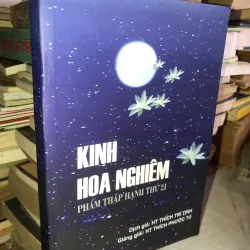 KINH
HOA NGHIÊM
PHẨM THẬP HẠNH THỨ 21
Dịch giả: HT THÍCH TRÍ TỊNH
Giảng giải: HT THÍCH PHƯỚC TÚ